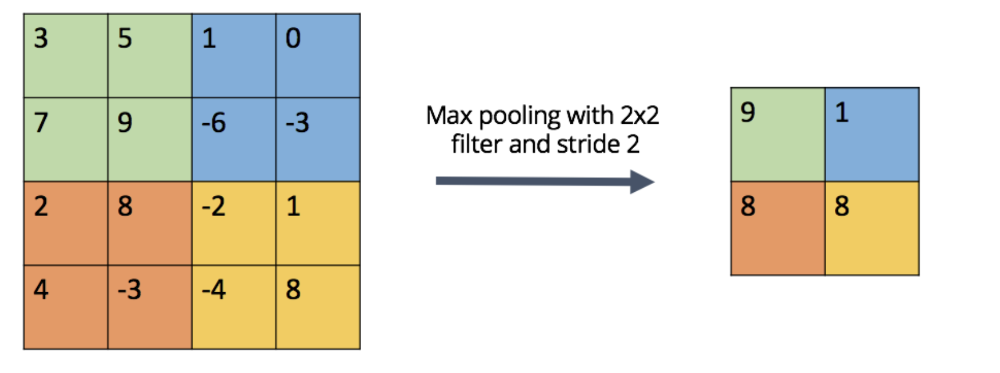 3 5 1 0
7 9 -6 -3
2 8 -2 1
4 -3 -4 8
Max pooling with 2x2
filter and stride 2
9 1
8 8